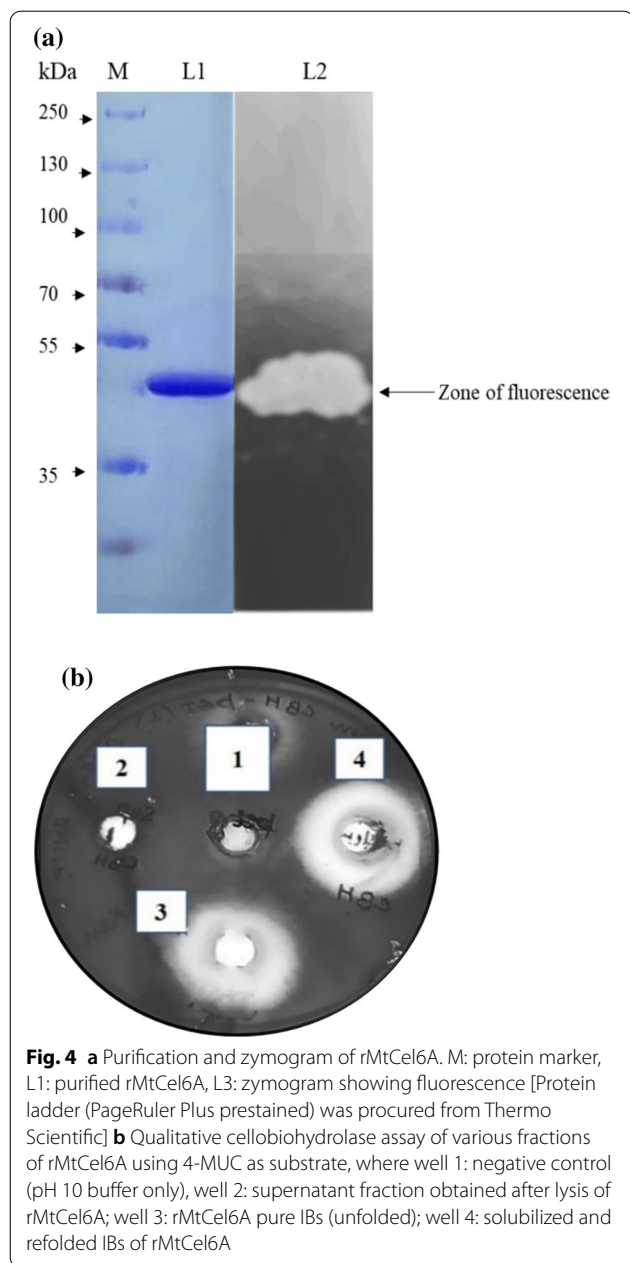 (a)
kDa M L1 L2
250
130
100
70
55
Zone of fluorescence
35
(b)
2 1 4
CBH
CBH
3
Fig. 4 a Purification and zymogram of rMtCel6A. M: protein marker,
L1: purified rMtCel6A, L3: zymogram showing fluorescence [Protein
ladder (PageRuler Plus prestained) was procured from Thermo
Scientific] b Qualitative cellobiohydrolase assay of various fractions
of rMtCel6A using 4-MUC as substrate, where well 1: negative control
(pH 10 buffer only), well 2: supernatant fraction obtained after lysis of
rMtCel6A; well 3: rMtCel6A pure IBs (unfolded); well 4: solubilized and
refolded IBs of rMtCel6A